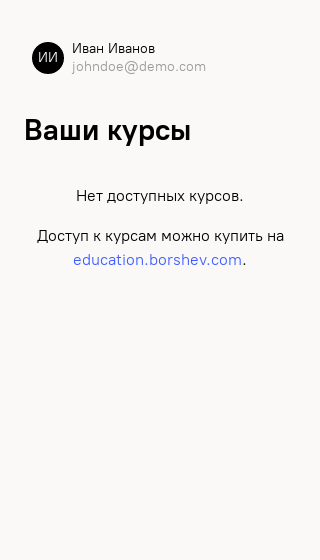 ИИ
Иван Иванов
johndoe@demo.com
Ваши курсы
Нет доступных курсов.
Доступ к курсам можно купить на
education.borshev.com.